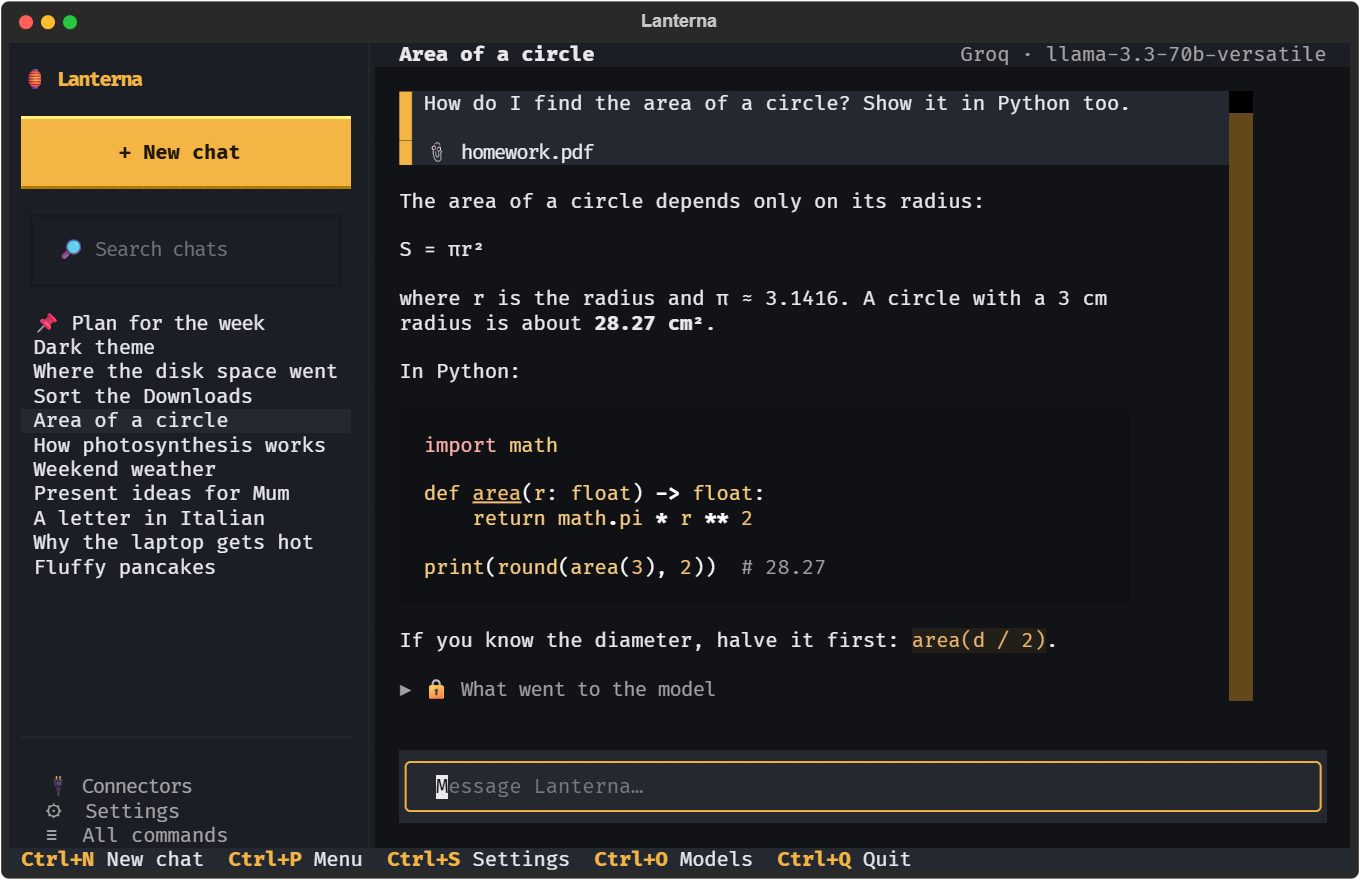 Lanterna
Lanterna
+ New chat
Search chats
Plan for the week
Dark theme
Where the disk space went
Sort the Downloads
Area of a circle
How photosynthesis works
Weekend weather
Present ideas for Mum
A letter in Italian
Why the laptop gets hot
Fluffy pancakes
Connectors
Settings
All commands
Area of a circle
Groq · llama-3.3-70b-versatile
How do I find the area of a circle? Show it in Python too.
homework.pdf
The area of a circle depends only on its radius:
S = πr²
where r is the radius and π ≈ 3.1416. A circle with a 3 cm
radius is about 28.27 cm².
In Python:
import math
def area(r: float) -> float:
    return math.pi * r ** 2
print(round(area(3), 2))  # 28.27
If you know the diameter, halve it first: area(d / 2).
▶ What went to the model
Message Lanterna…
Ctrl+N New chat  Ctrl+P Menu  Ctrl+S Settings  Ctrl+O Models  Ctrl+Q Quit